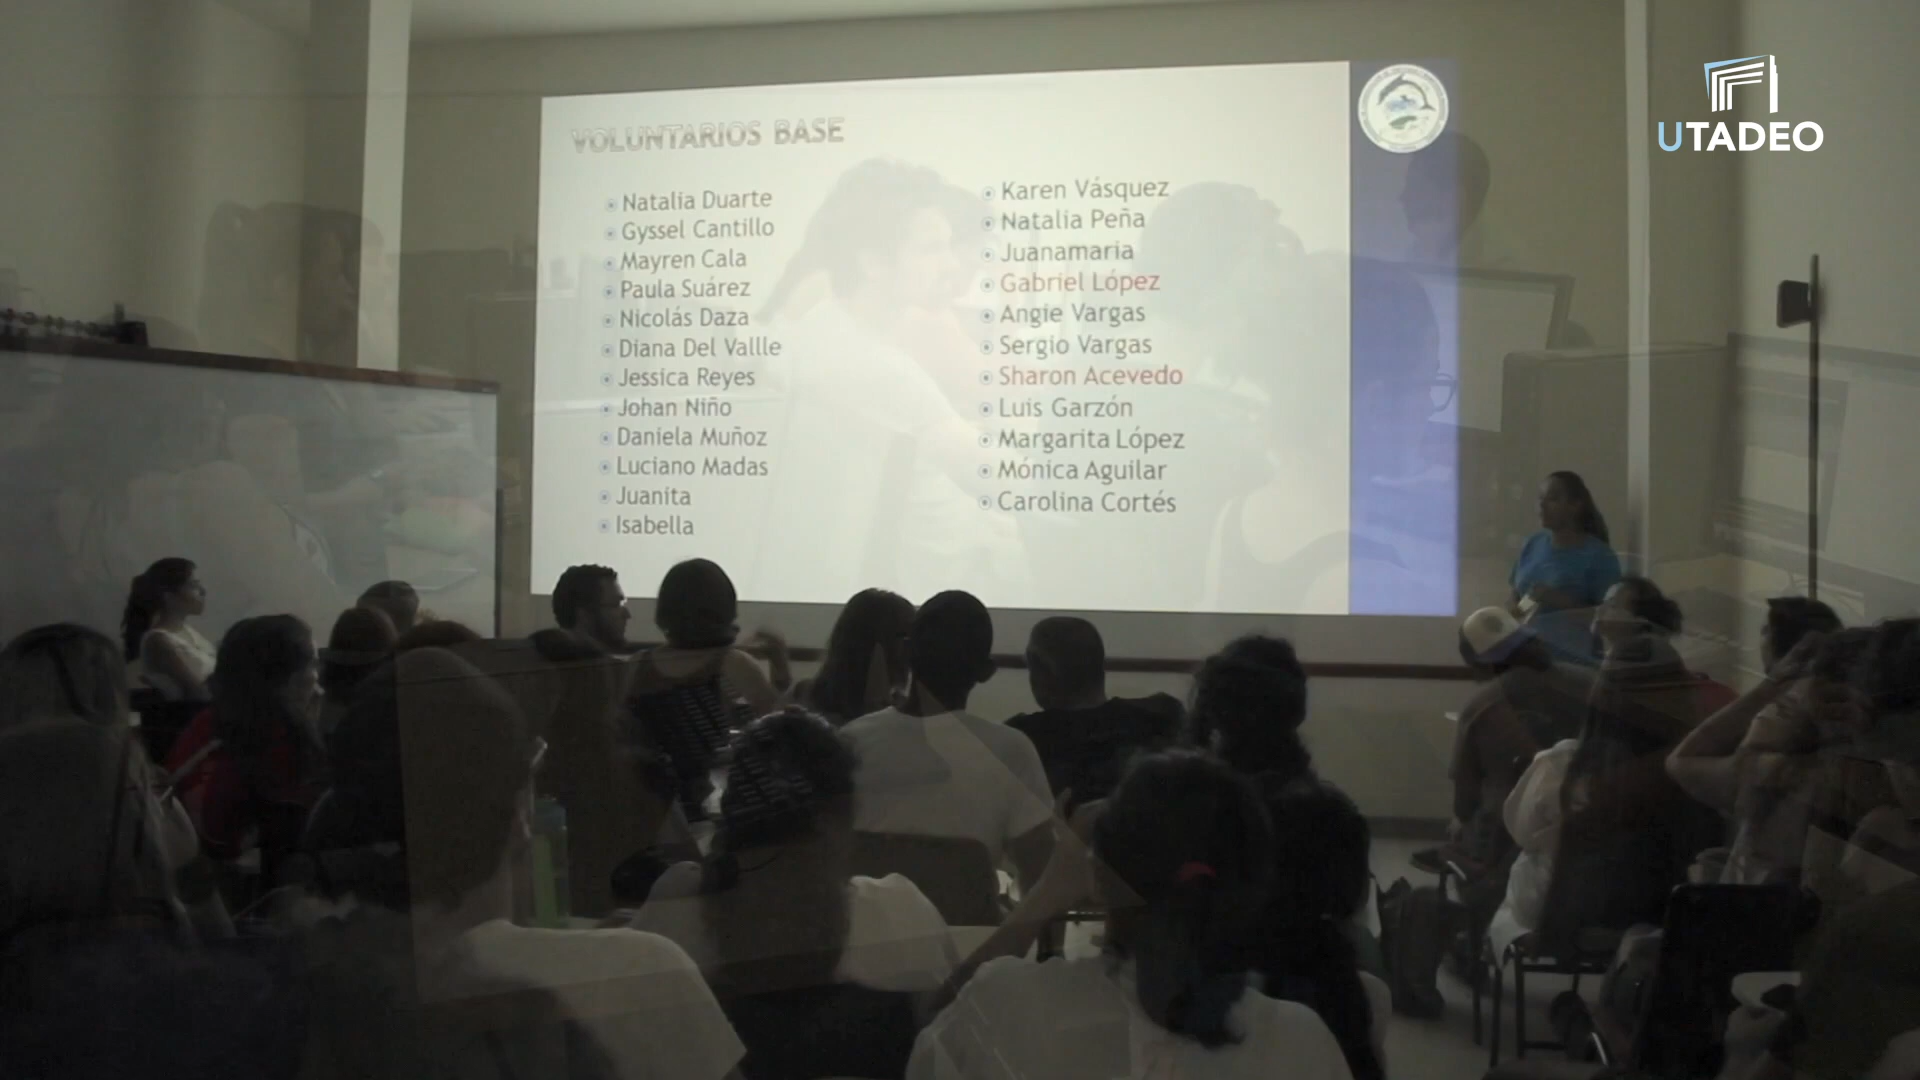 UTADEO
VOLUNTARIOS BASE
Natalia Duarte
Gyssel Cantillo
Mayren Cala
Paula Suárez
Nicolás Daza
Diana Del Vallle
Jessica Reyes
Johan Niño
Daniela Muñoz
Luciano Madas
Juanita
Isabella
Karen Vásquez
Natalia Peña
Juanamaria
Gabriel López
Angie Vargas
Sergio Vargas
Sharon Acevedo
Luis Garzón
Margarita López
Mónica Aguilar
Carolina Cortés